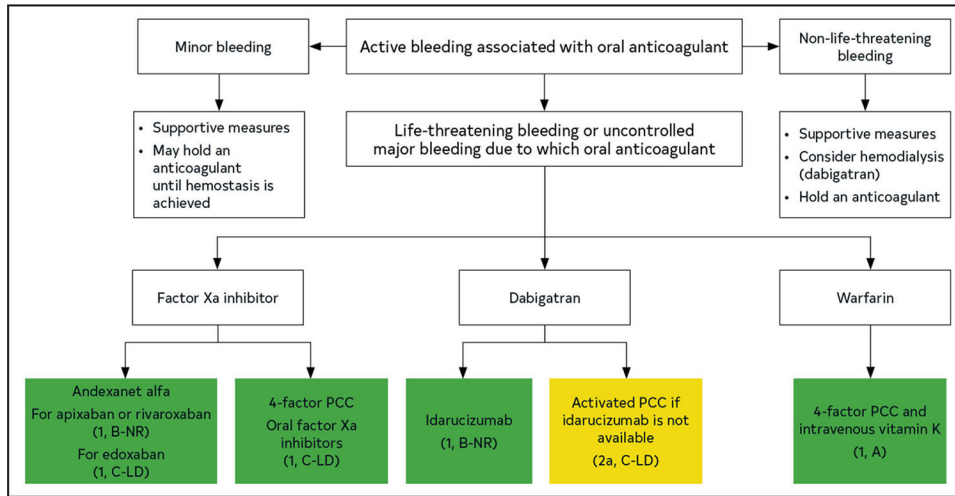 Minor bleeding
Active bleeding associated with oral anticoagulant
Non-life-threatening
bleeding
• Supportive measures
• May hold an
anticoagulant
until hemostasis is
achieved
Life-threatening bleeding or uncontrolled
major bleeding due to which oral anticoagulant
• Supportive measures
• Consider hemodialysis
(dabigatran)
• Hold an anticoagulant
Factor Xa inhibitor
Dabigatran
Warfarin
Andexanet alfa
For apixaban or rivaroxaban
(1, B-NR)
For edoxaban
(1, C-LD)
4-factor PCC
Oral factor Xa
inhibitors
(1, C-LD)
Idarucizumab
(1, B-NR)
Activated PCC if
idarucizumab is not
available
(2a, C-LD)
4-factor PCC and
intravenous vitamin K
(1, A)